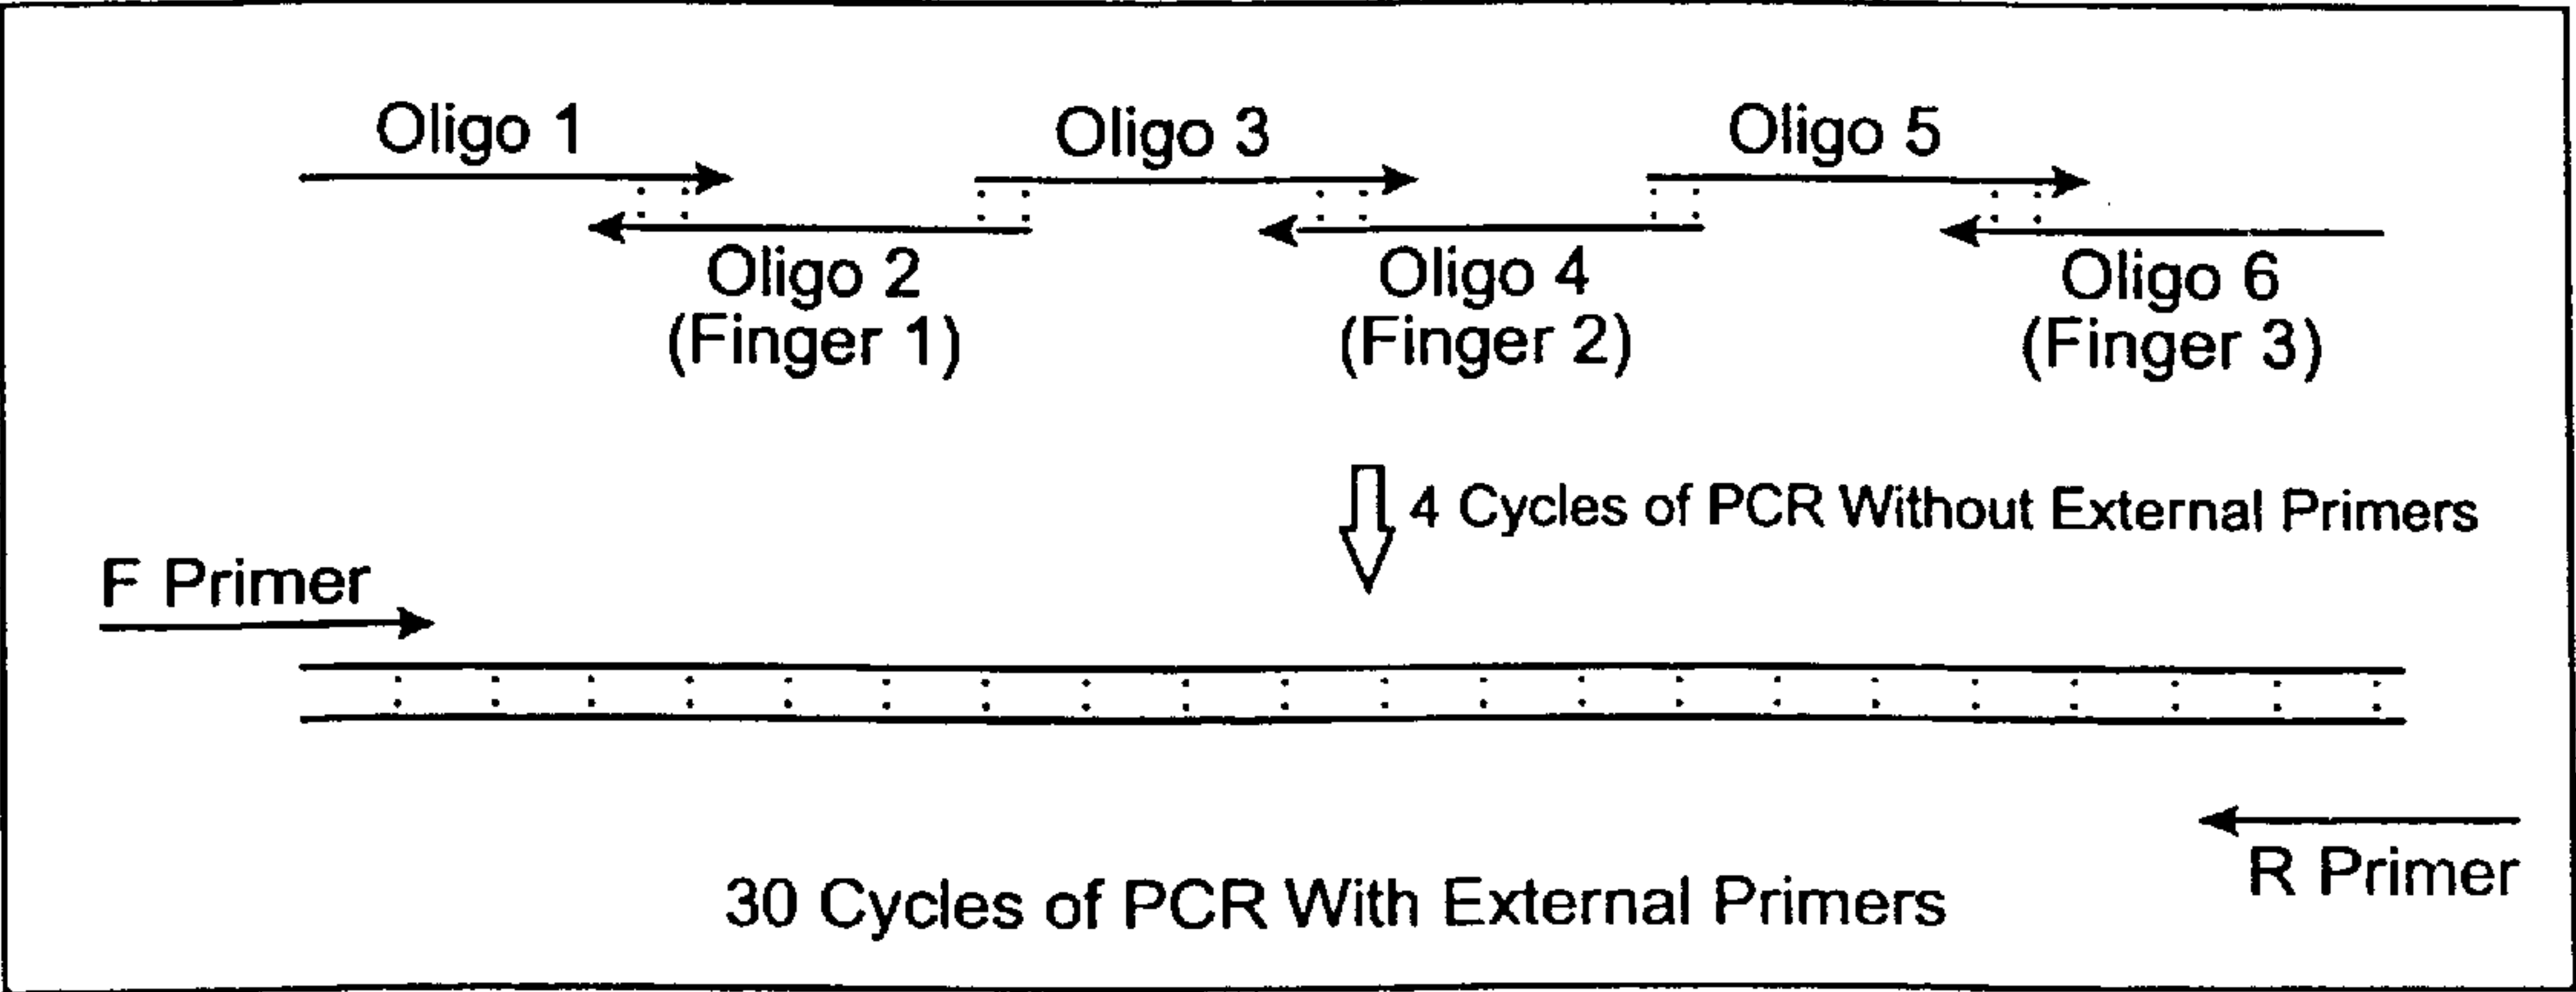 Oligo 1
Oligo 3
Oligo 5
Oligo 2
(Finger 1)
Oligo 4
(Finger 2)
Oligo 6
(Finger 3)
4 Cycles of PCR Without External Primers
F Primer
R Primer
30 Cycles of PCR With External Primers